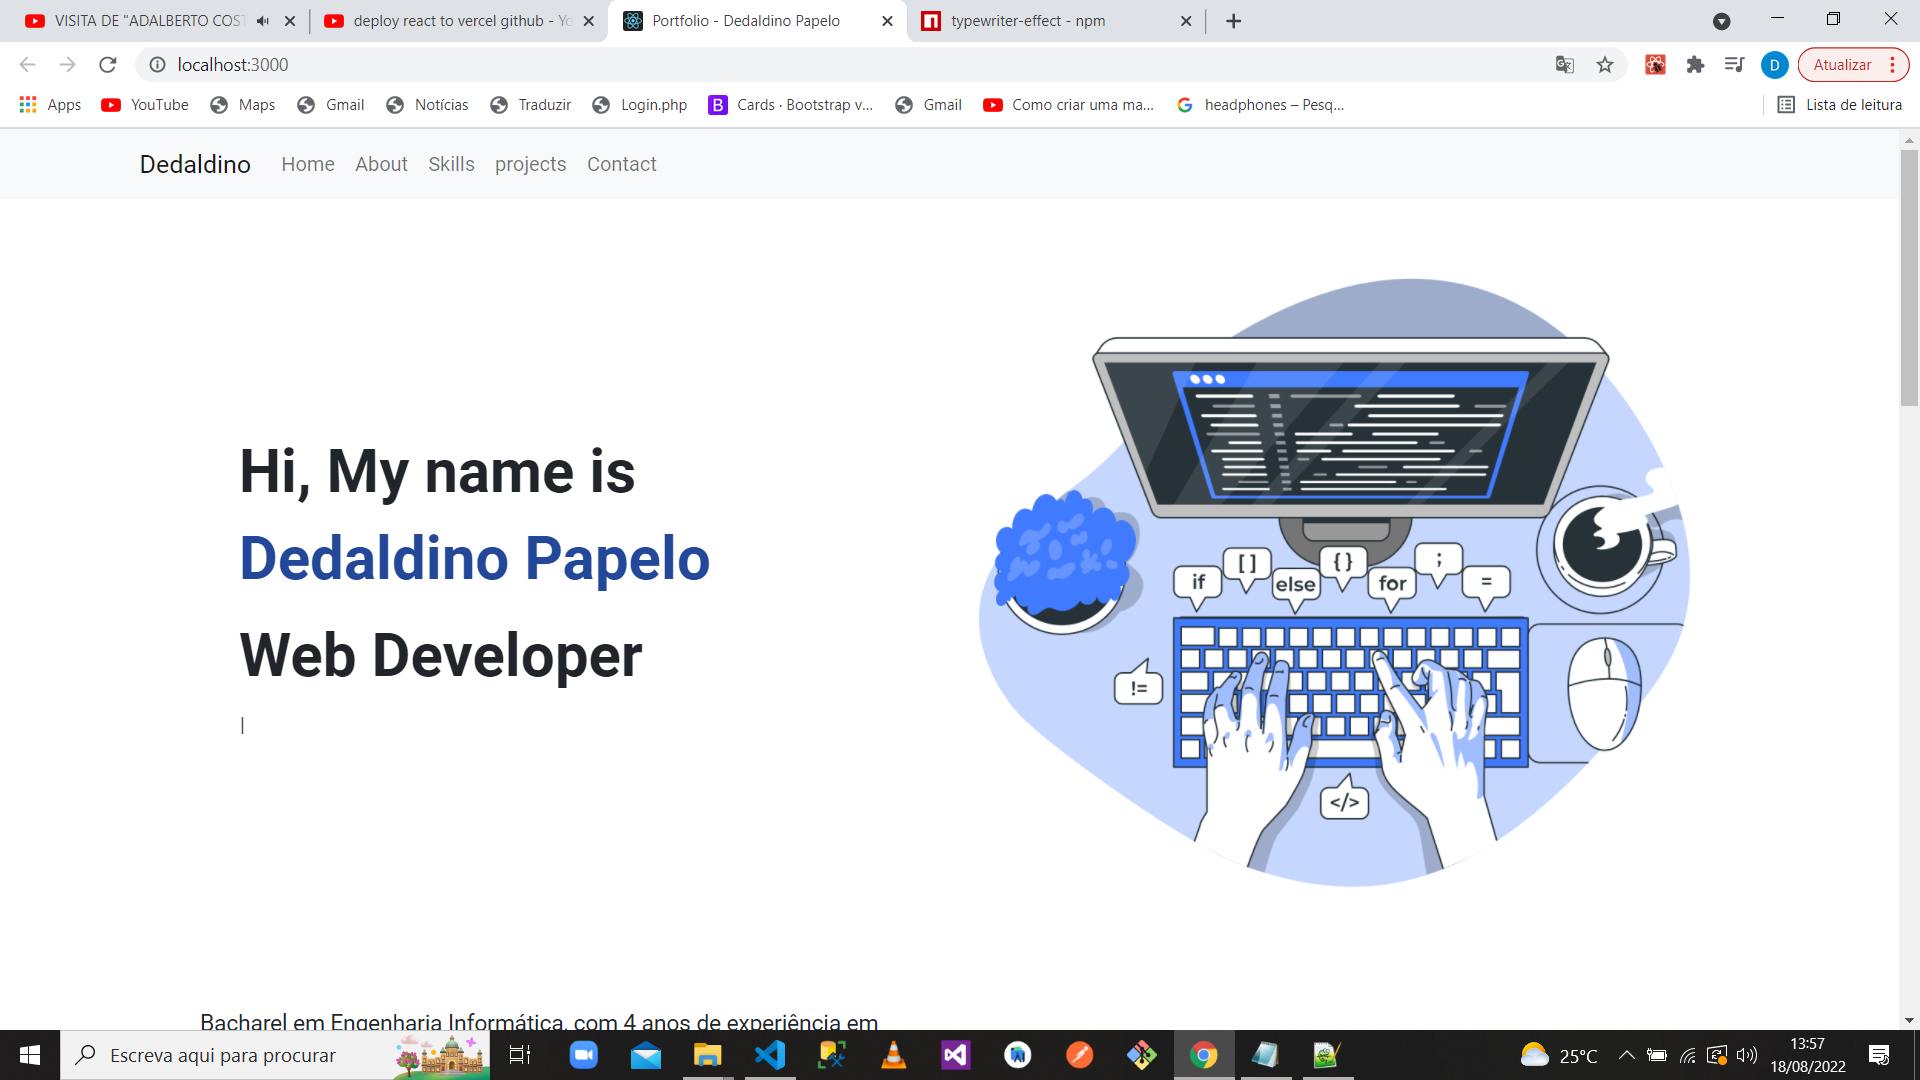 VISITA DE "ADALBERTO COST
deploy react to vercel github - Yo
Portfolio - Dedaldino Papelo
typewriter-effect - npm
localhost:3000
D
Atualizar
Apps
YouTube
Maps
Gmail
Notícias
Traduzir
Login.php
B
Cards · Bootstrap v...
Gmail
Como criar uma ma...
headphones – Pesq...
Lista de leitura
Dedaldino
Home
About
Skills
projects
Contact
Hi, My name is
Dedaldino Papelo
Web Developer
|
if
[ ]
else
{ }
for
;
=
!=
</>
Bacharel em Engenharia Informática, com 4 anos de experiência em
Escreva aqui para procurar
25°C
13:57
18/08/2022